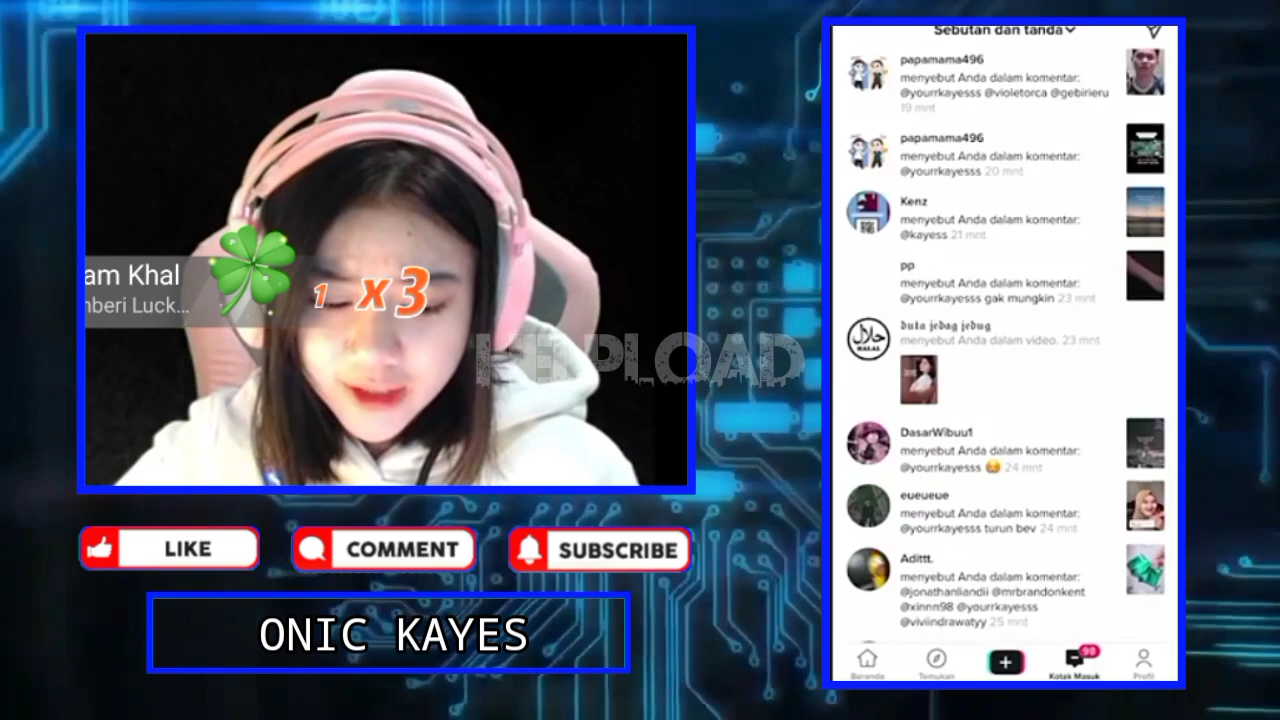 am Khal
mberi Luck...
1 x3
LIKE
COMMENT
SUBSCRIBE
ONIC KAYES
Sebutan dan tanda
papamama496
menyebut Anda dalam komentar:
@yourrkayesss @violetorca @gebirieru
19 mnt
papamama496
menyebut Anda dalam komentar:
@yourrkayesss 20 mnt
Kenz
menyebut Anda dalam komentar:
@kayess 21 mnt
pp
menyebut Anda dalam komentar:
@yourrkayesss gak mungkin 23 mnt
حلال
HALAL
duta jedag jedug
menyebut Anda dalam video. 23 mnt
DasarWibuu1
menyebut Anda dalam komentar:
@yourrkayesss 😆 24 mnt
eueueue
menyebut Anda dalam komentar:
@yourrkayesss turun bev 24 mnt
Adittt.
menyebut Anda dalam komentar:
@jonathanliandii @mrbrandonkent
@xinnn98 @yourrkayesss
@viviindrawatyy 25 mnt
98
Beranda
Temukan
Kotak Masuk
Profil